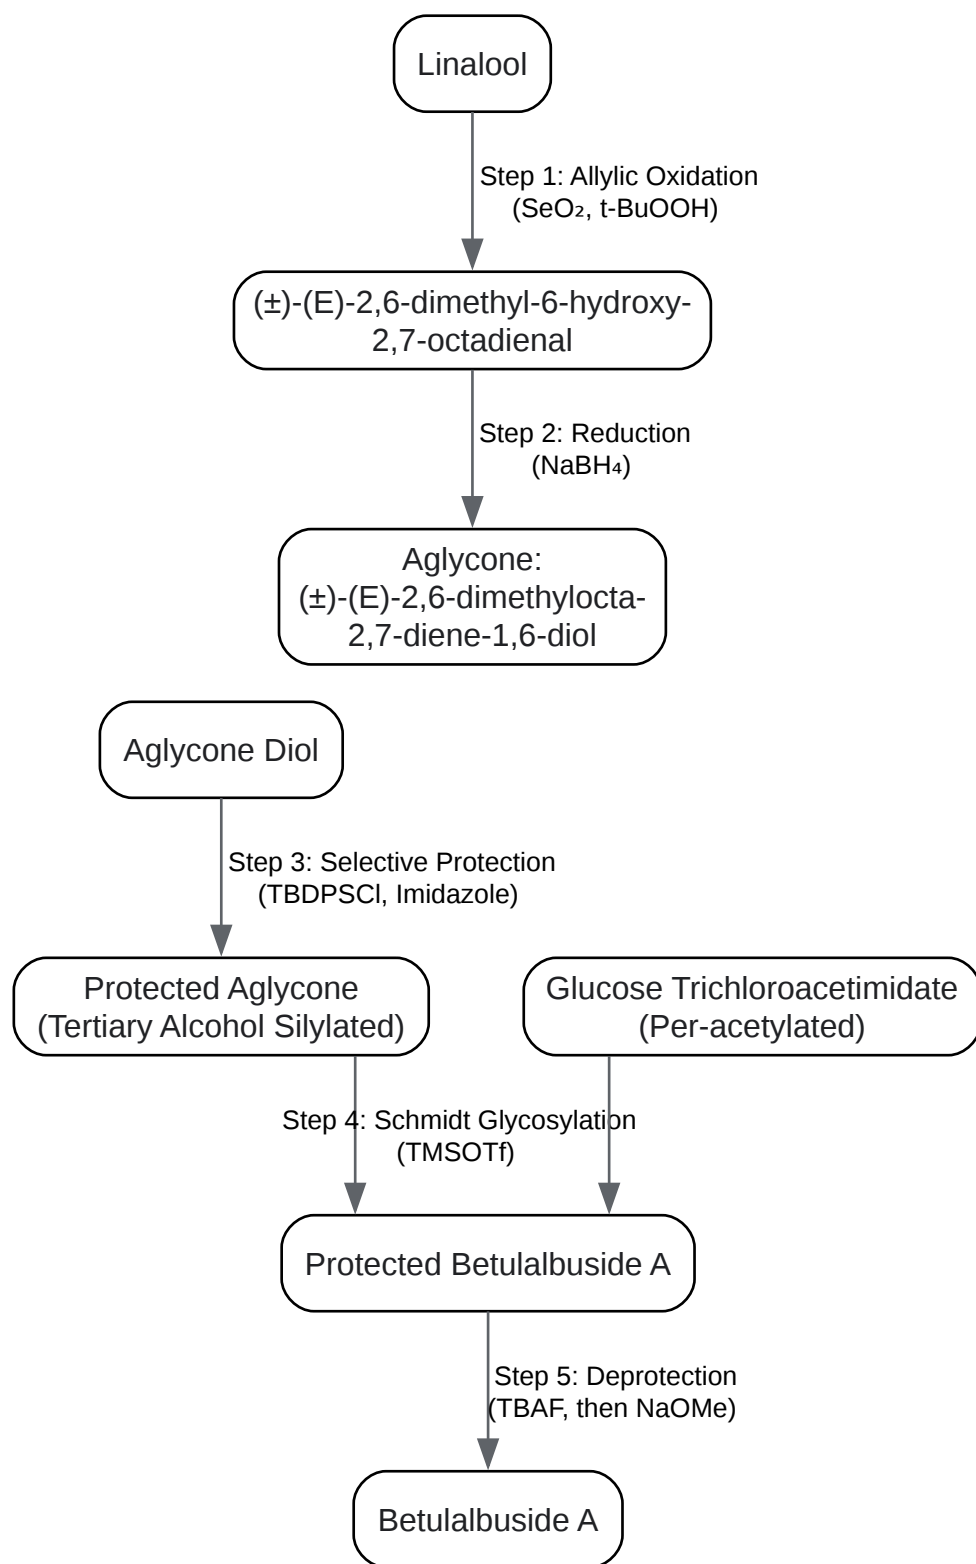 Linalool
Step 1: Allylic Oxidation
(SeO₂, t-BuOOH)
(±)-(E)-2,6-dimethyl-6-hydroxy-
2,7-octadienal
Step 2: Reduction
(NaBH₄)
Aglycone:
(±)-(E)-2,6-dimethylocta-
2,7-diene-1,6-diol
Aglycone Diol
Step 3: Selective Protection
(TBDPSCl, Imidazole)
Protected Aglycone
(Tertiary Alcohol Silylated)
Glucose Trichloroacetimidate
(Per-acetylated)
Step 4: Schmidt Glycosylation
(TMSOTf)
Protected Betulalbuside A
Step 5: Deprotection
(TBAF, then NaOMe)
Betulalbuside A